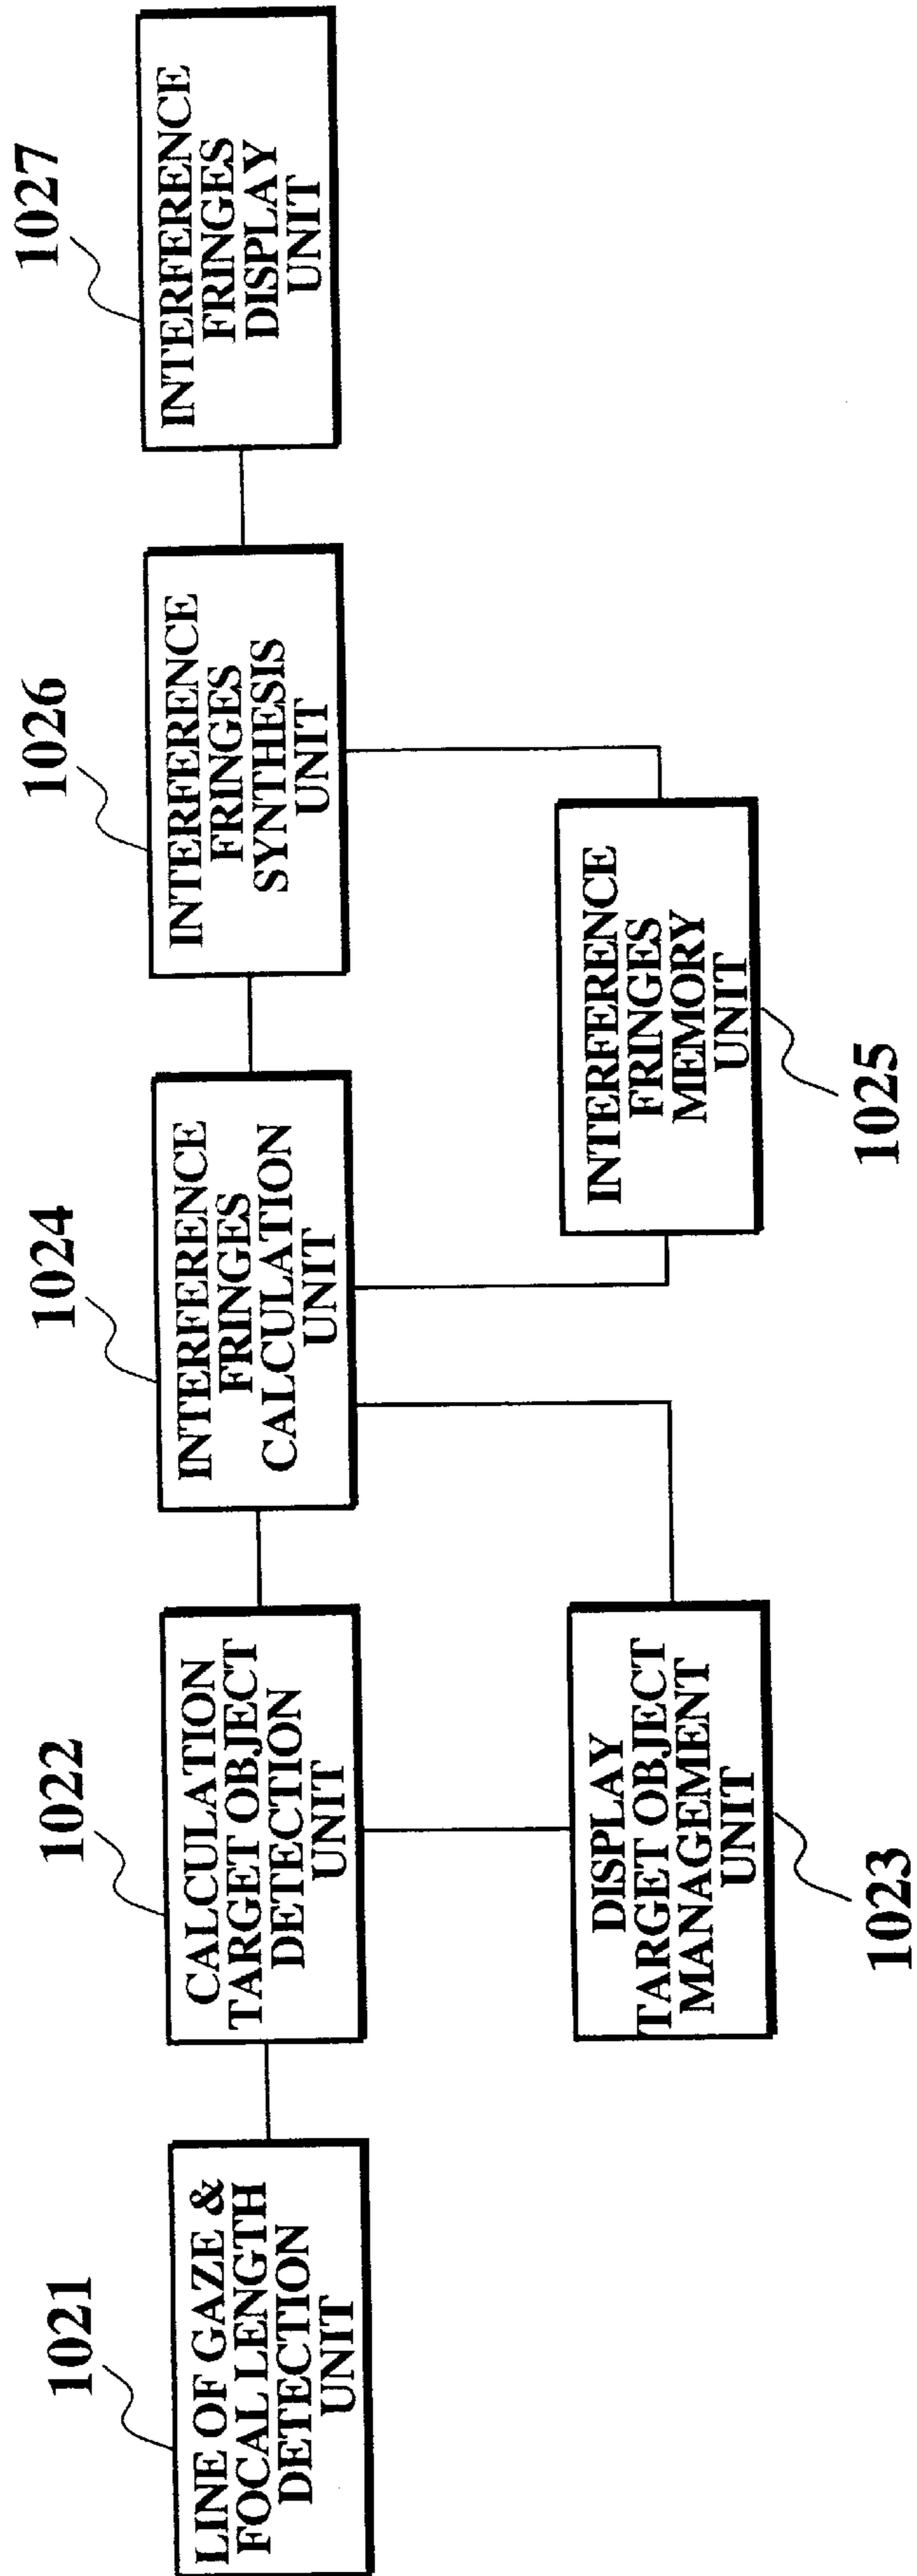 1021
LINE OF GAZE &
FOCAL LENGTH
DETECTION
UNIT
1022
CALCULATION
TARGET OBJECT
DETECTION
UNIT
1023
DISPLAY
TARGET OBJECT
MANAGEMENT
UNIT
1024
INTERFERENCE
FRINGES
CALCULATION
UNIT
1025
INTERFERENCE
FRINGES
MEMORY
UNIT
1026
INTERFERENCE
FRINGES
SYNTHESIS
UNIT
1027
INTERFERENCE
FRINGES
DISPLAY
UNIT